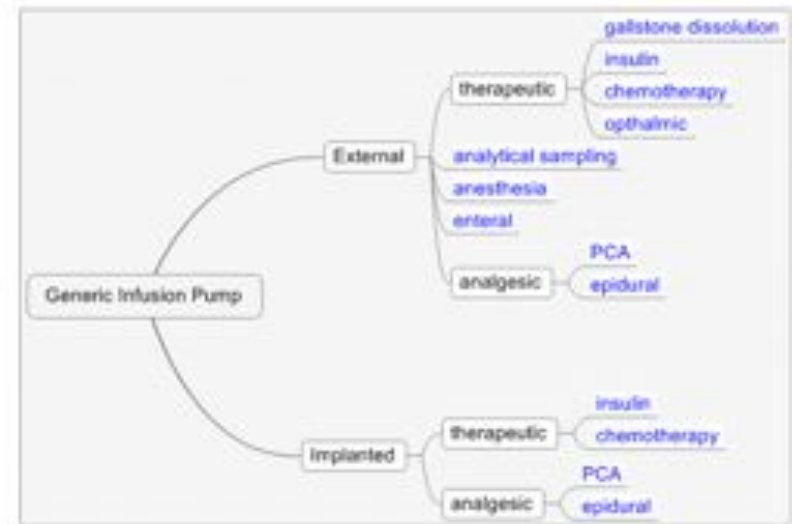 gallstone dissolution
insulin
therapeutic
chemotherapy
opthalmic
External
analytical sampling
anesthesia
enteral
PCA
analgesic
epidural
Generic Infusion Pump
insulin
therapeutic
chemotherapy
Implanted
PCA
analgesic
epidural